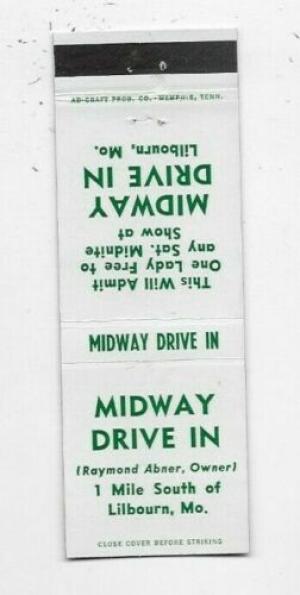 AD-CRAFT PROD. CO.-MEMPHIS, TENN.
This Will Admit
One Lady Free to
any Sat. Midnite
Show at
MIDWAY
DRIVE IN
Lilbourn, Mo.
MIDWAY DRIVE IN
MIDWAY
DRIVE IN
(Raymond Abner, Owner)
1 Mile South of
Lilbourn, Mo.
CLOSE COVER BEFORE STRIKING